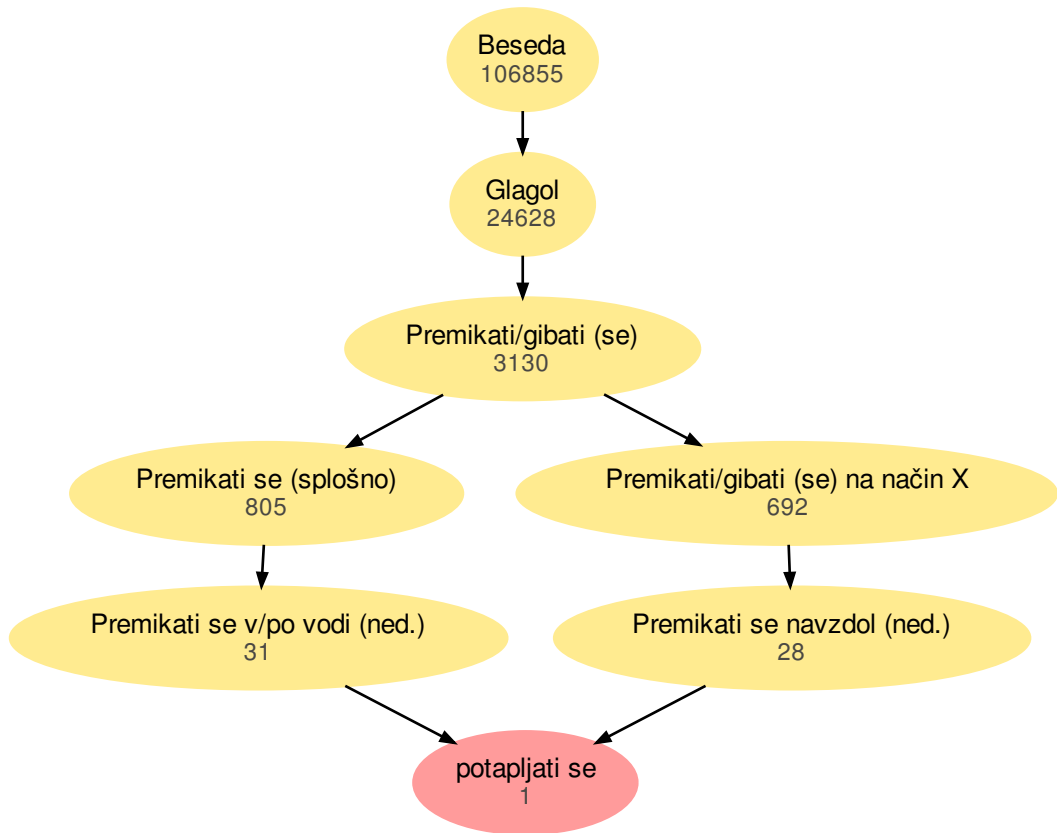 Beseda
106855
Glagol
24628
Premikati/gibati (se)
3130
Premikati se (splošno)
805
Premikati/gibati (se) na način X
692
Premikati se v/po vodi (ned.)
31
Premikati se navzdol (ned.)
28
potapljati se
1